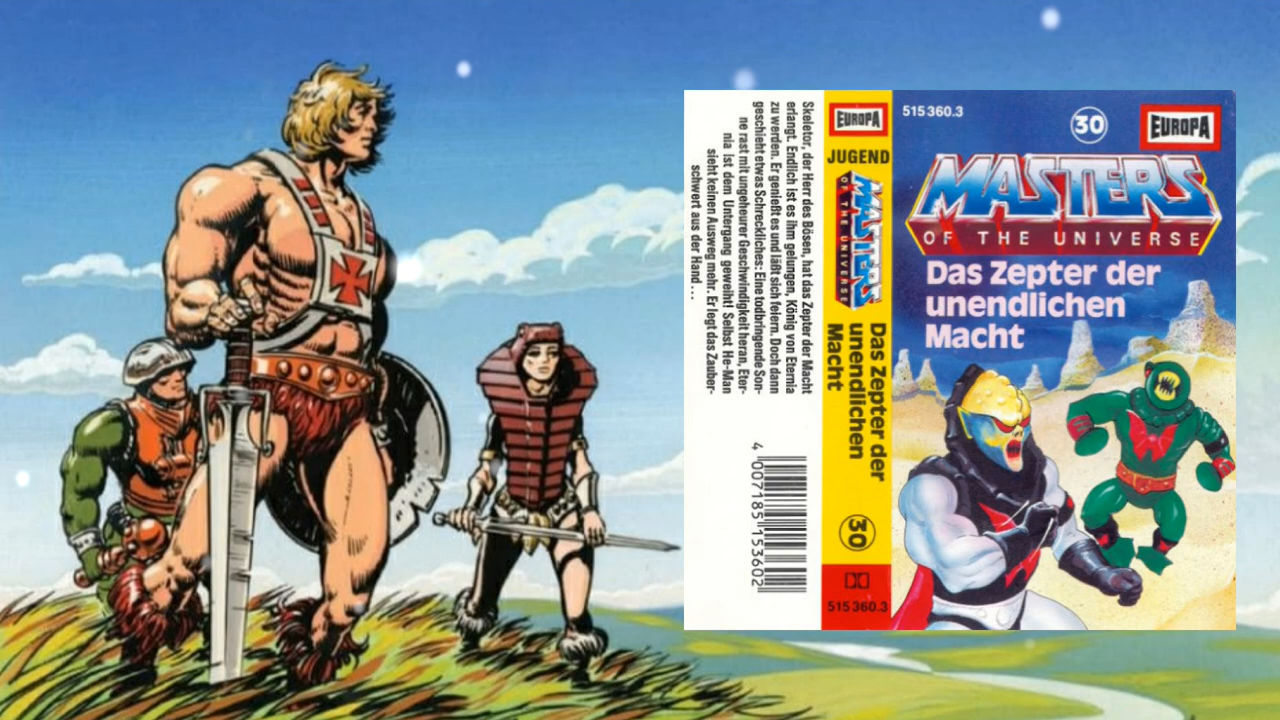 Skeletor, der Herr des Bösen, hat das Zepter der Macht
erlangt. Endlich ist es ihm gelungen, König von Eternia
zu werden. Er genießt es und läßt sich feiern. Doch dann
geschieht etwas Schreckliches: Eine todbringende Son-
ne rast mit ungeheurer Geschwindigkeit heran, Eter-
nia ist dem Untergang geweiht! Selbst He-Man
sieht keinen Ausweg mehr. Er legt das Zauber-
schwert aus der Hand...
4 007185 153602
EUROPA
JUGEND
MASTERS
OF THE UNIVERSE
Das Zepter der
unendlichen
Macht
30
515 360.3
515 360.3
30
EUROPA
MASTERS
OF THE UNIVERSE
Das Zepter der
unendlichen
Macht